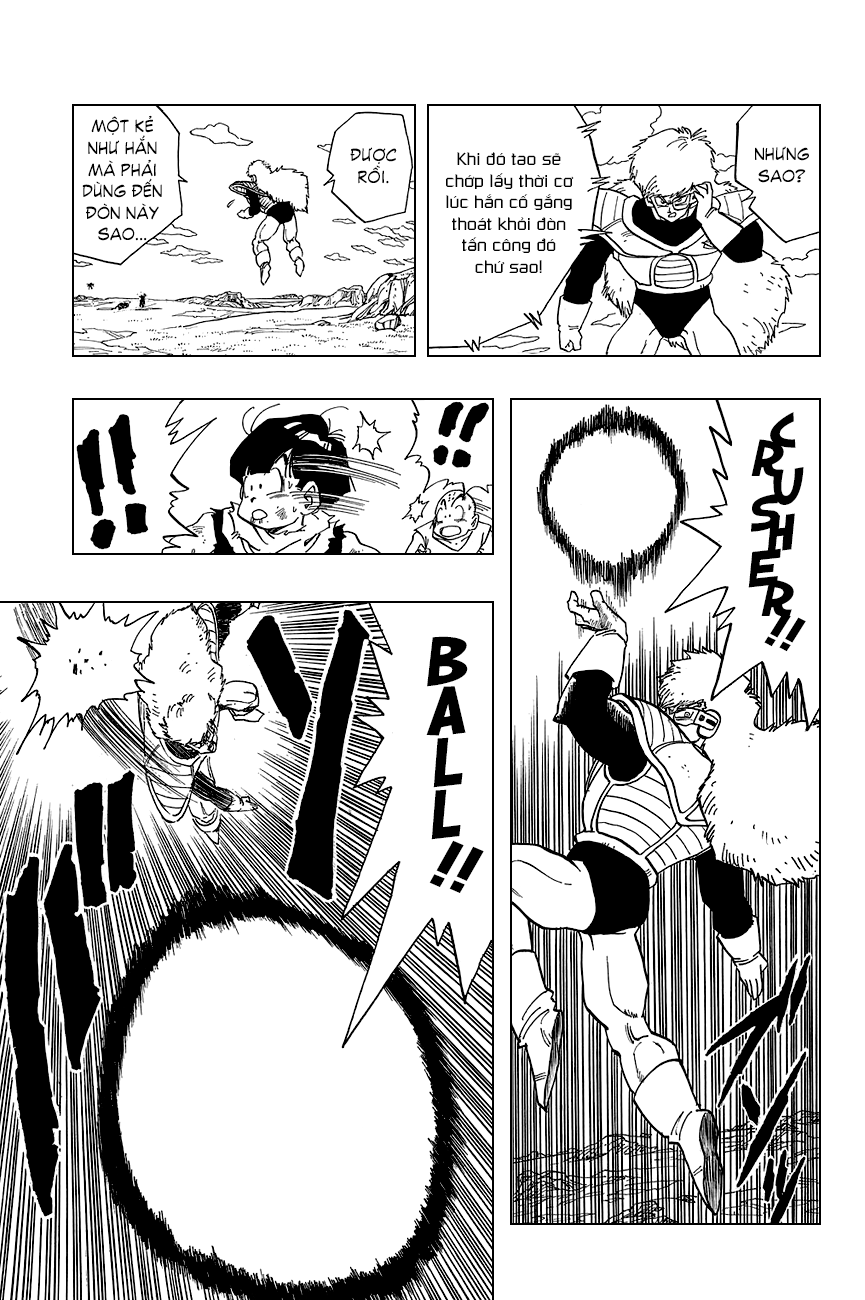 NHƯNG
SAO?
Khi đó tao sẽ
chớp lấy thời cơ
lúc hắn cố gắng
thoát khỏi đòn
tấn công đó
chứ sao!
ĐƯỢC
RỒI.
MỘT KẺ
NHƯ HẮN
MÀ PHẢI
DÙNG ĐẾN
ĐÒN NÀY
SAO...
CRUSHER!!
!!
!!
BALL!!